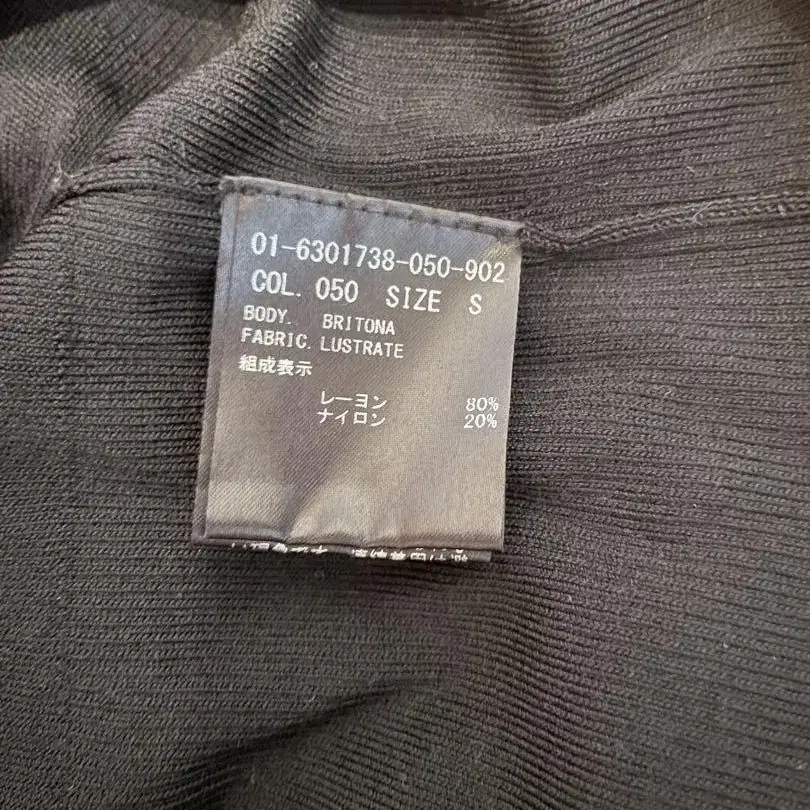 01-6301738-050-902
COL. 050 SIZE S
BODY. BRITONA
FABRIC. LUSTRATE
組成表示
レーヨン 80%
ナイロン 20%